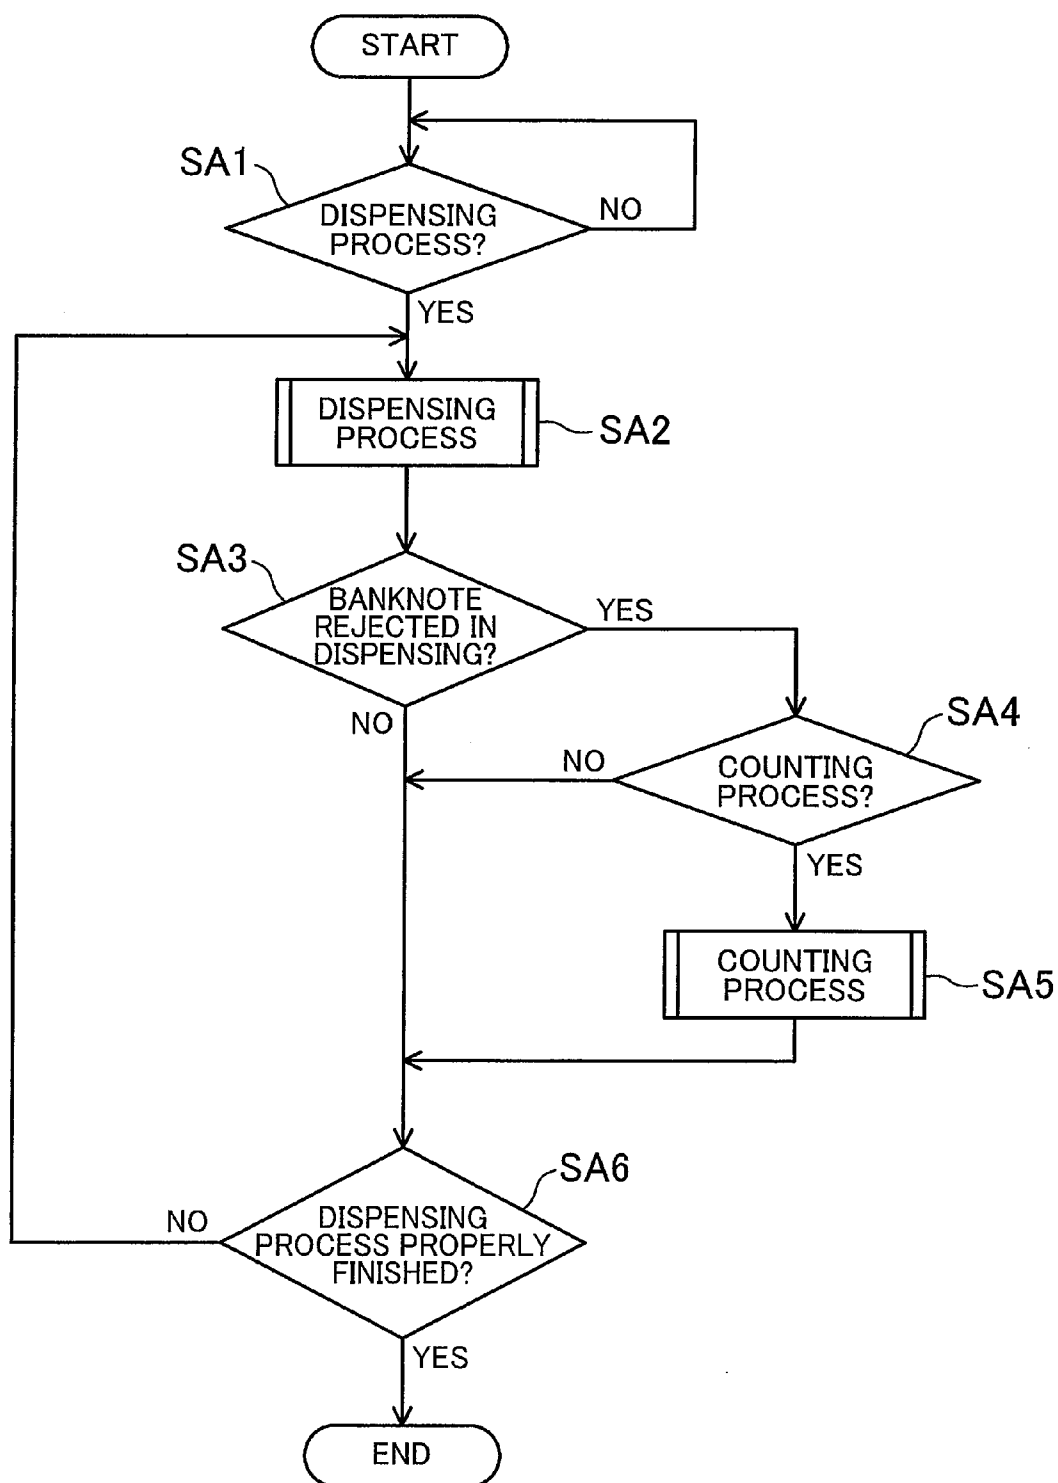 START
SA1
DISPENSING
PROCESS?
NO
YES
DISPENSING
PROCESS
SA2
SA3
BANKNOTE
REJECTED IN
DISPENSING?
YES
NO
SA4
COUNTING
PROCESS?
NO
YES
COUNTING
PROCESS
SA5
SA6
DISPENSING
PROCESS PROPERLY
FINISHED?
NO
YES
END